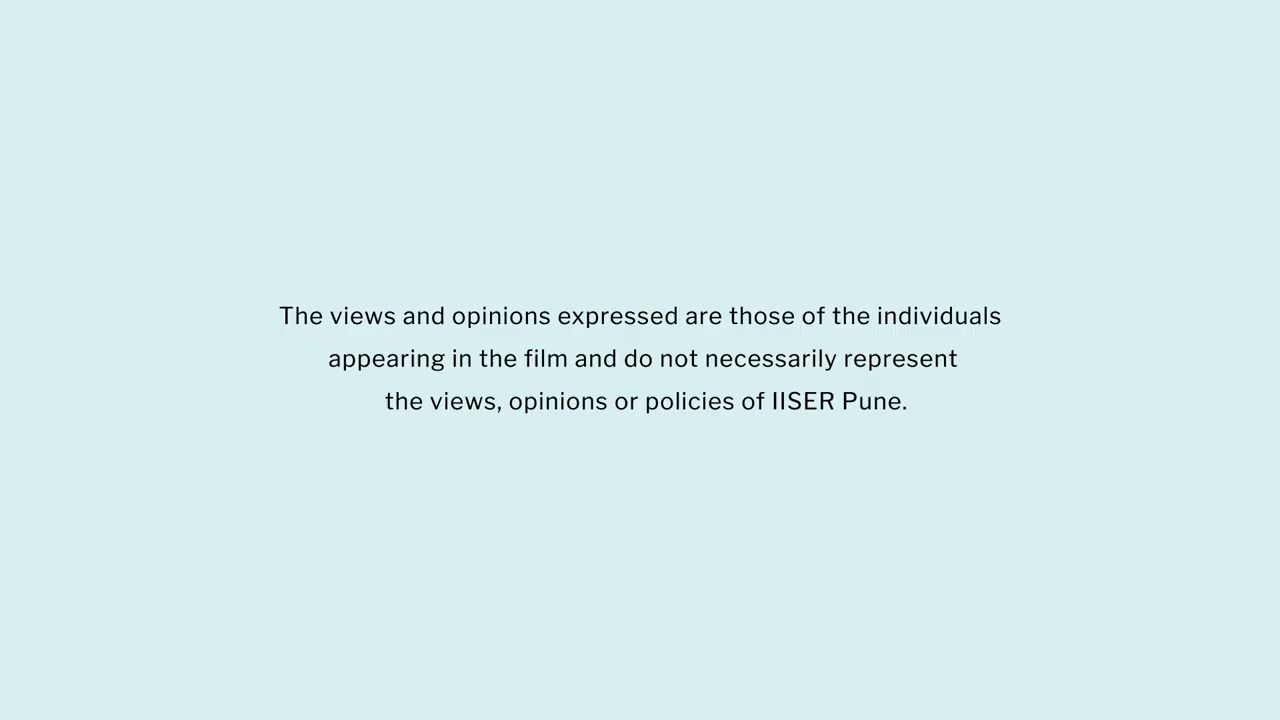 The views and opinions expressed are those of the individuals
appearing in the film and do not necessarily represent
the views, opinions or policies of IISER Pune.